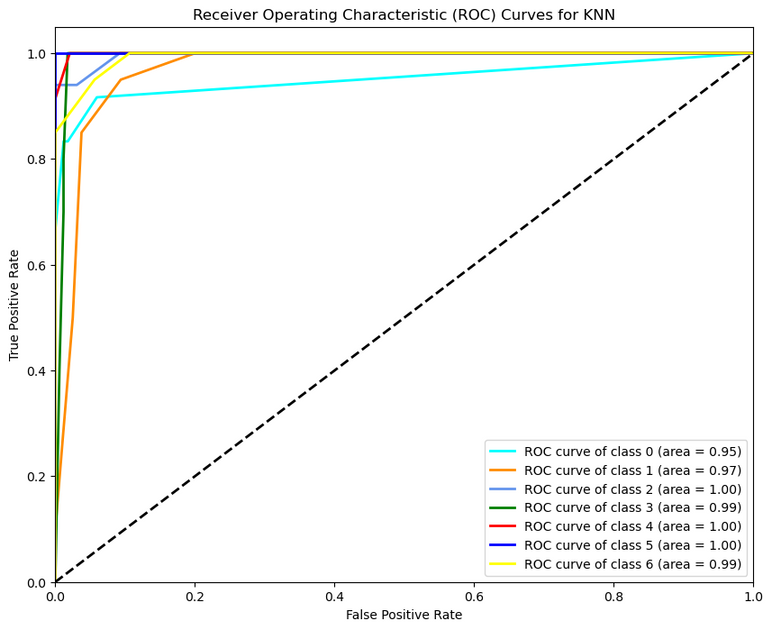 Receiver Operating Characteristic (ROC) Curves for KNN
True Positive Rate
1.0
0.8
0.6
0.4
0.2
0.0
ROC curve of class 0 (area = 0.95)
ROC curve of class 1 (area = 0.97)
ROC curve of class 2 (area = 1.00)
ROC curve of class 3 (area = 0.99)
ROC curve of class 4 (area = 1.00)
ROC curve of class 5 (area = 1.00)
ROC curve of class 6 (area = 0.99)
0.0 0.2 0.4 0.6 0.8 1.0
False Positive Rate